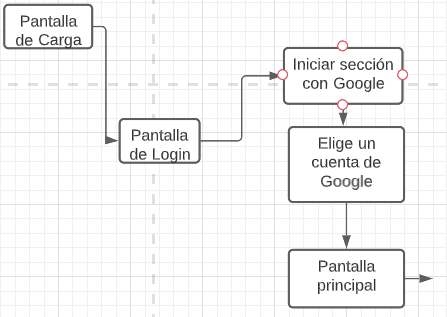 Pantalla
de Carga
Iniciar sección
con Google
Pantalla
de Login
Elige un
cuenta de
Google
Pantalla
principal